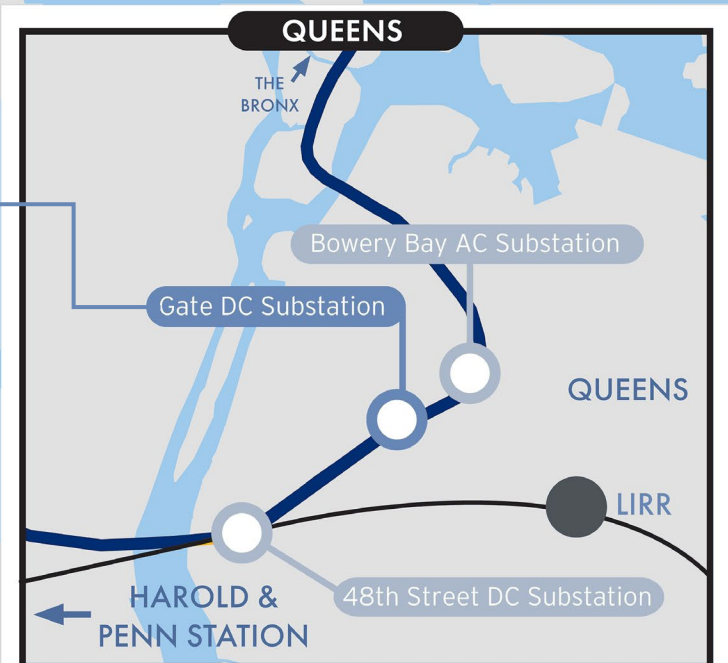 QUEENS
THE
BRONX
Bowery Bay AC Substation
Gate DC Substation
QUEENS
LIRR
48th Street DC Substation
HAROLD &
PENN STATION